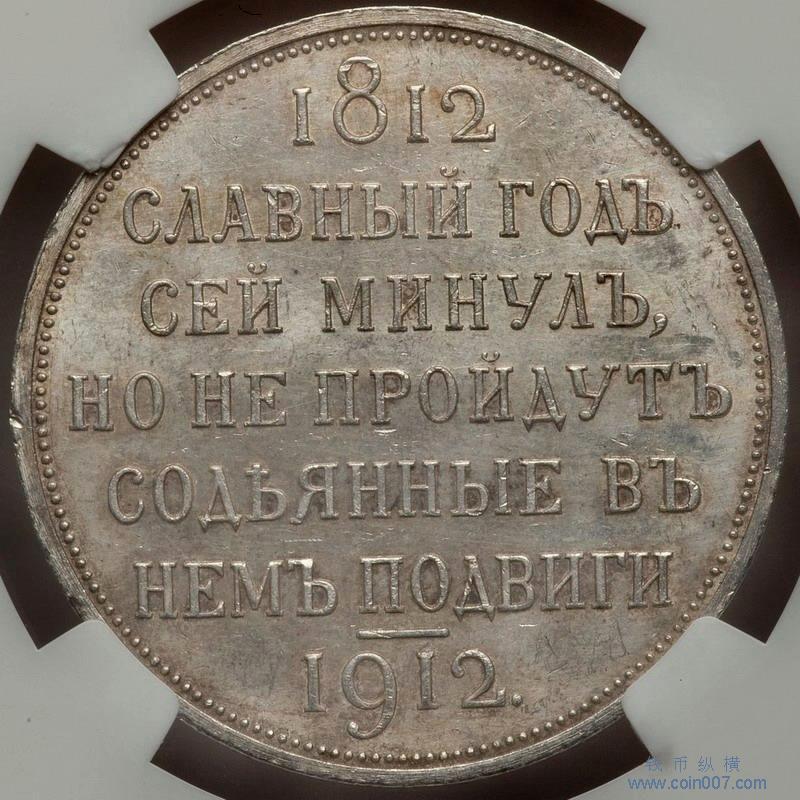 1812
СЛАВНЫЙ ГОДЪ
СЕЙ МИНУЛЪ,
НО НЕ ПРОЙДУТЪ
СОДѢЯННЫЕ ВЪ
НЕМЪ ПОДВИГИ
1912.
钱币纵横
www.coin007.com